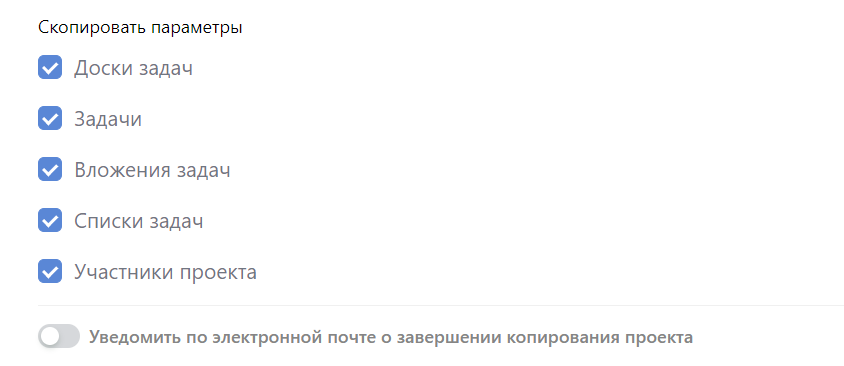 Скопировать параметры
Доски задач
Задачи
Вложения задач
Списки задач
Участники проекта
Уведомить по электронной почте о завершении копирования проекта